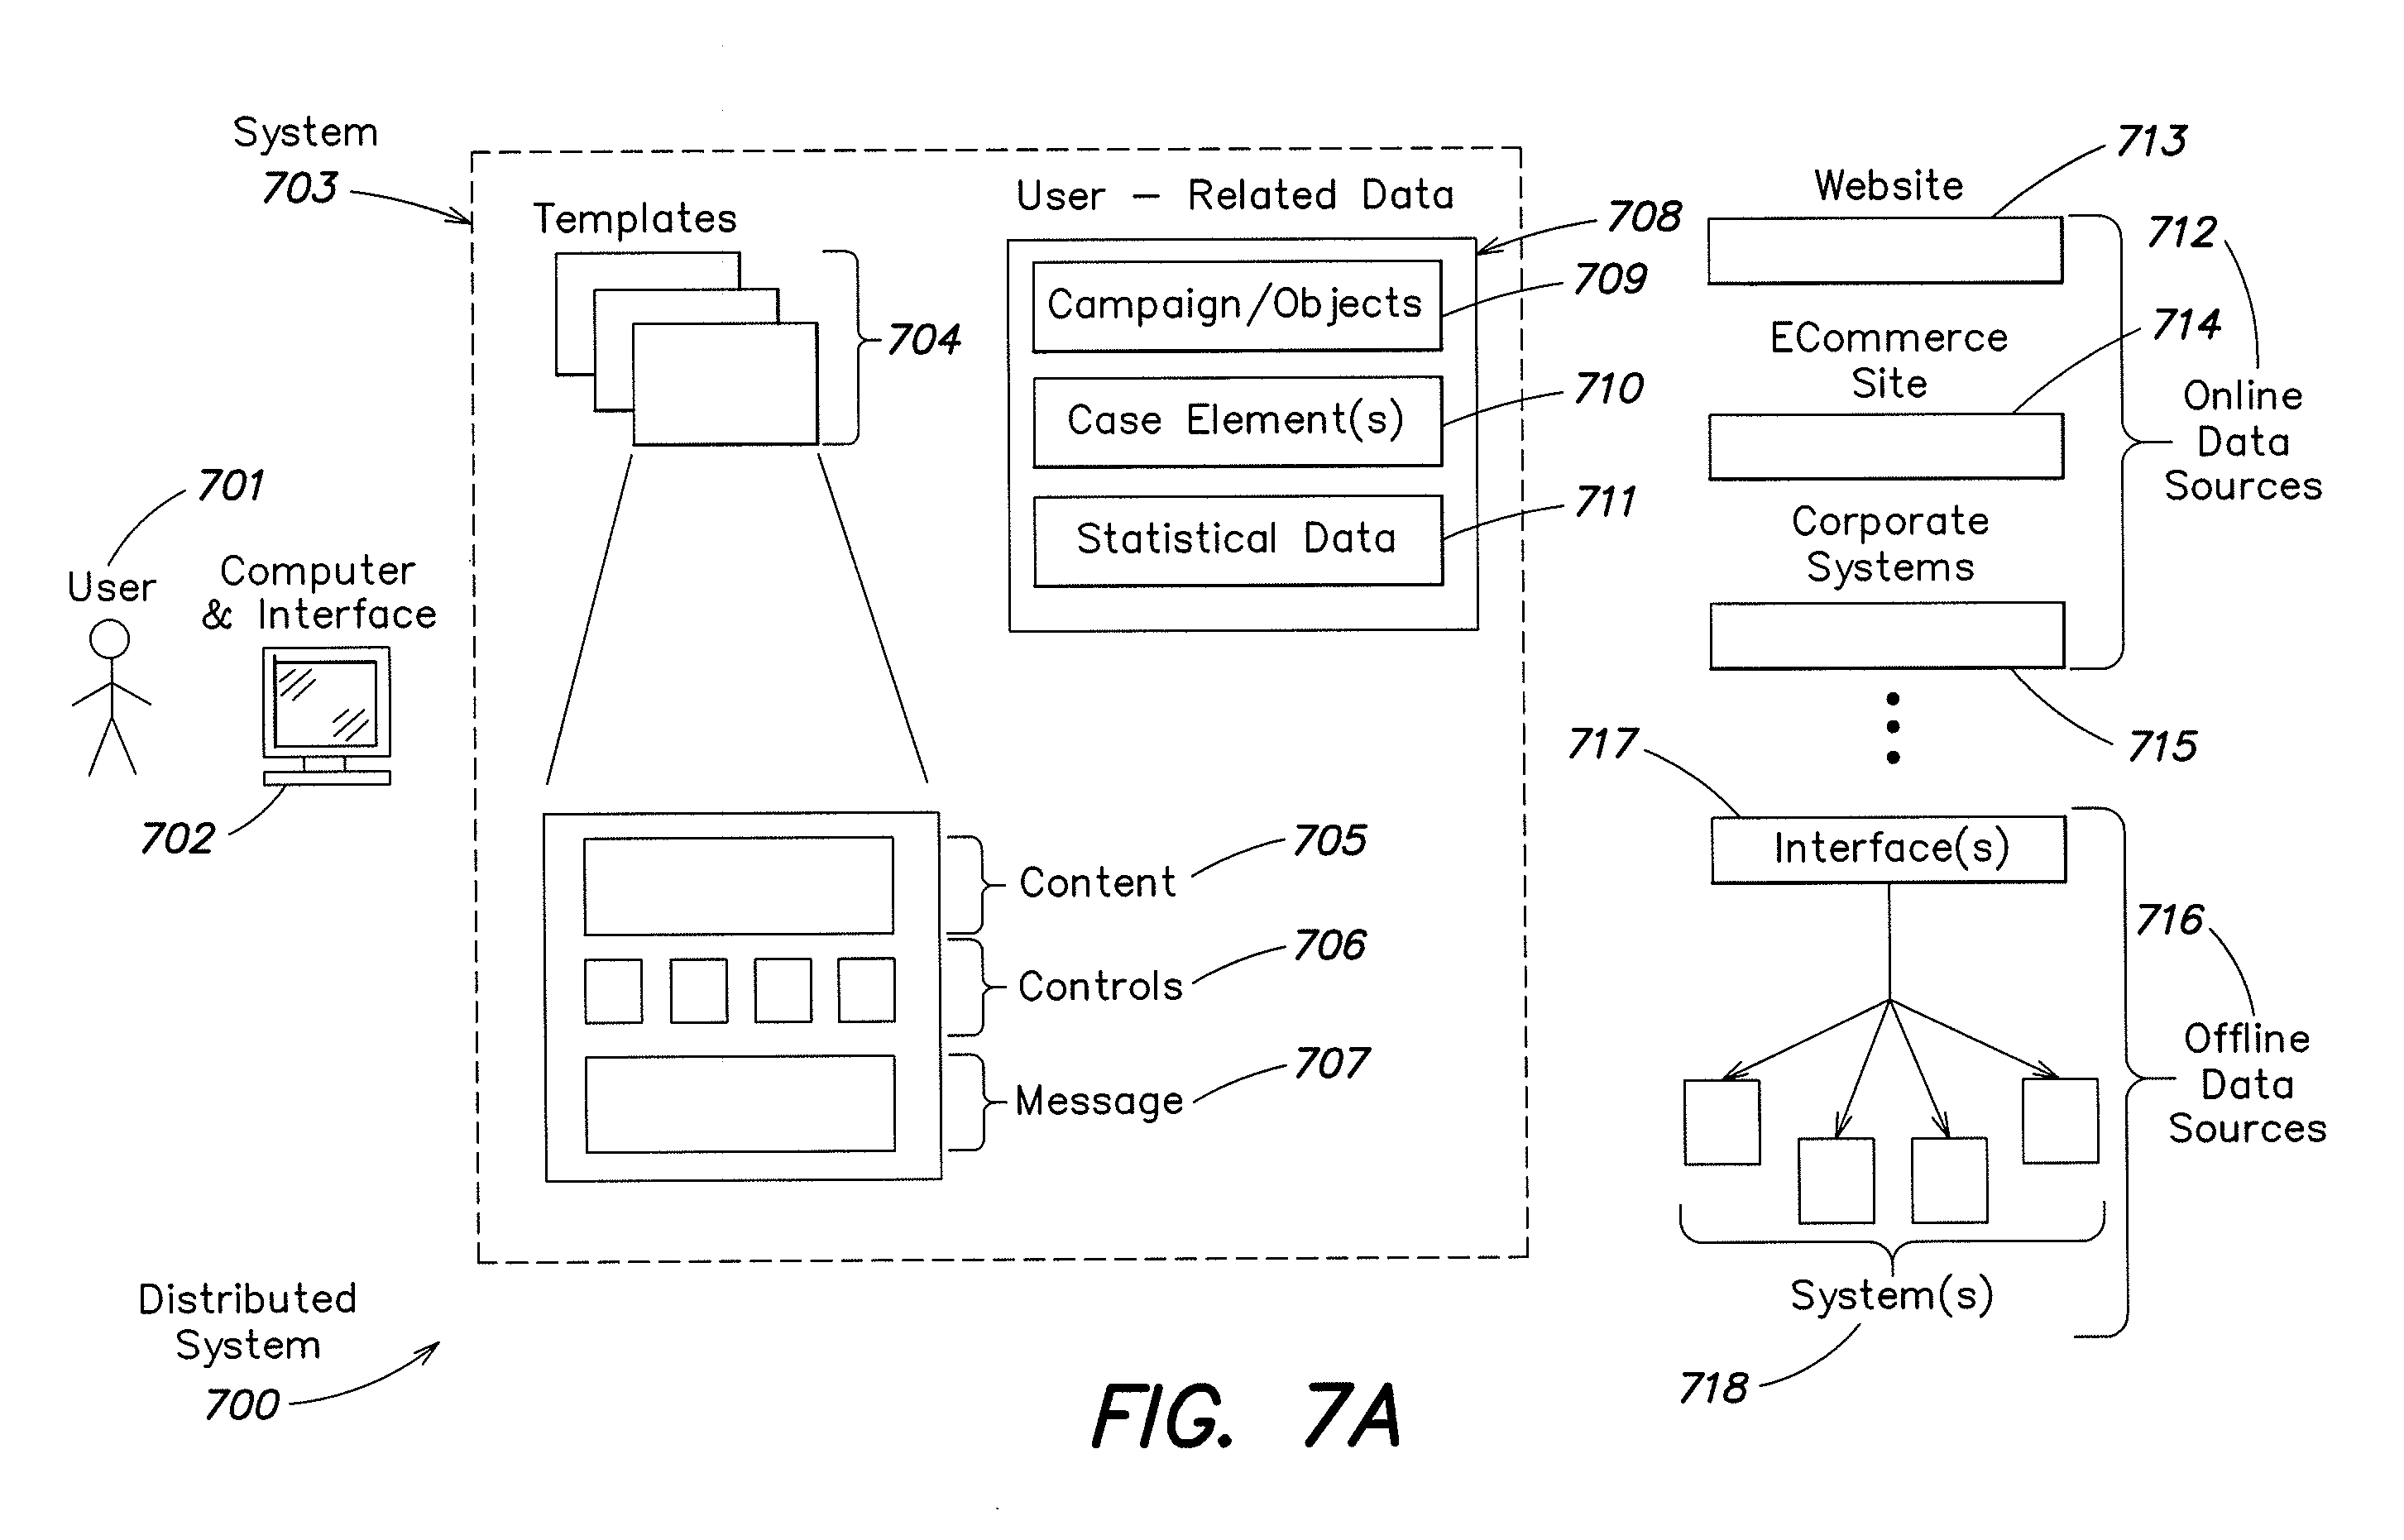 System
703
Templates
704
User – Related Data
708
Campaign/Objects
709
Case Element(s)
710
Statistical Data
711
701
User
Computer
& Interface
702
Content
705
Controls
706
Message
707
Website
713
712
ECommerce
Site
714
Online
Data
Sources
Corporate
Systems
715
717
Interface(s)
716
Offline
Data
Sources
System(s)
718
Distributed
System
700
FIG. 7A